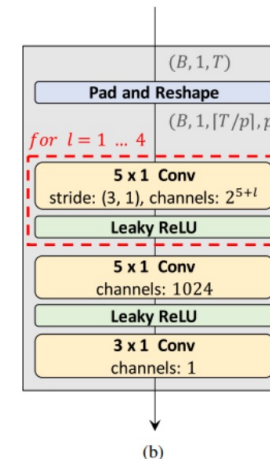 (B, 1, T)
Pad and Reshape
(B, 1, ⌈T/p⌉, p
for l = 1 … 4
5 x 1 Conv
stride: (3, 1), channels: 2^{5+l}
Leaky ReLU
5 x 1 Conv
channels: 1024
Leaky ReLU
3 x 1 Conv
channels: 1
(b)